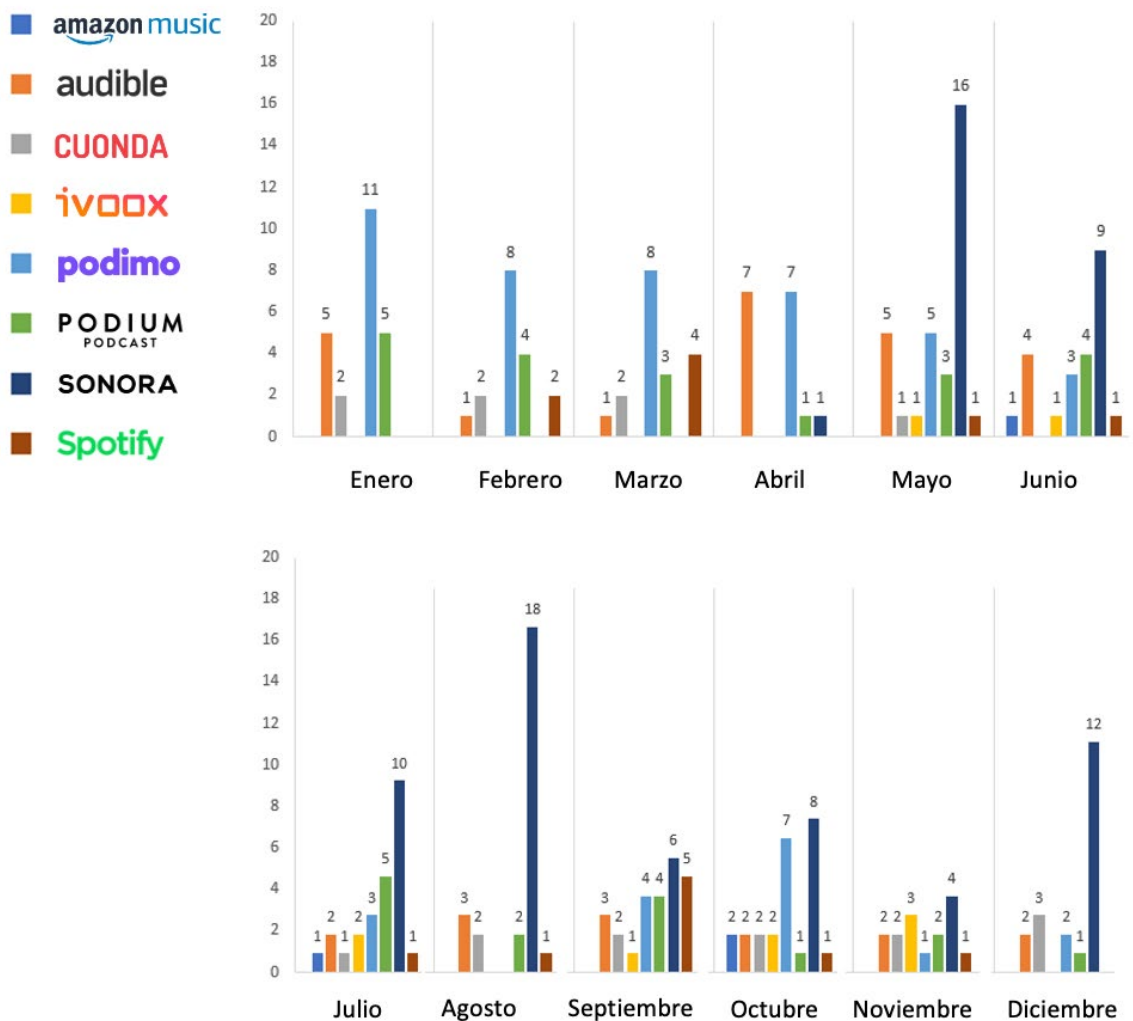 amazon music
audible
CUONDA
ivoox
podimo
PODIUM
PODCAST
SONORA
Spotify
20
18
16
14
12
10
8
6
4
2
0
5 2 11 5
1 2 8 4 2
1 2 8 3 4
7 7 1 1
5 1 1 5 3 16 1
1 4 1 3 4 9 1
Enero Febrero Marzo Abril Mayo Junio
20
18
16
14
12
10
8
6
4
2
0
1 2 1 2 3 5 10 1
3 2 2 18 1
3 2 1 4 4 6 5
2 2 2 2 7 1 8 1
2 2 3 1 2 4 1
2 3 2 1 12
Julio Agosto Septiembre Octubre Noviembre Diciembre